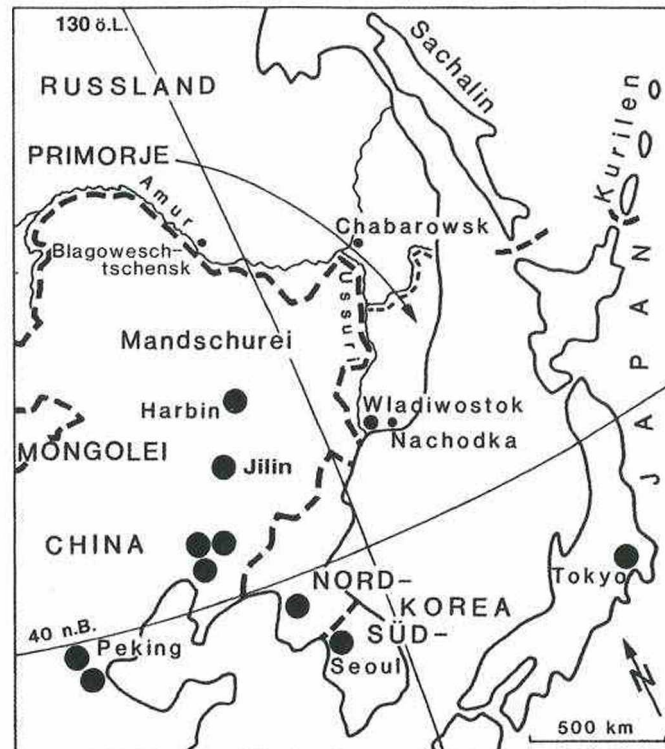 130 ö.L.
RUSSLAND
Sachalin
Kurilen
PRIMORJE
Amur
Chabarowsk
Blagowesch-
tschensk
Ussuri
JAPAN
Mandschurei
Harbin
Wladiwostok
Nachodka
MONGOLEI
Jilin
CHINA
NORD-
KOREA
SÜD-
Tokyo
40 n.B.
Peking
Seoul
N
500 km